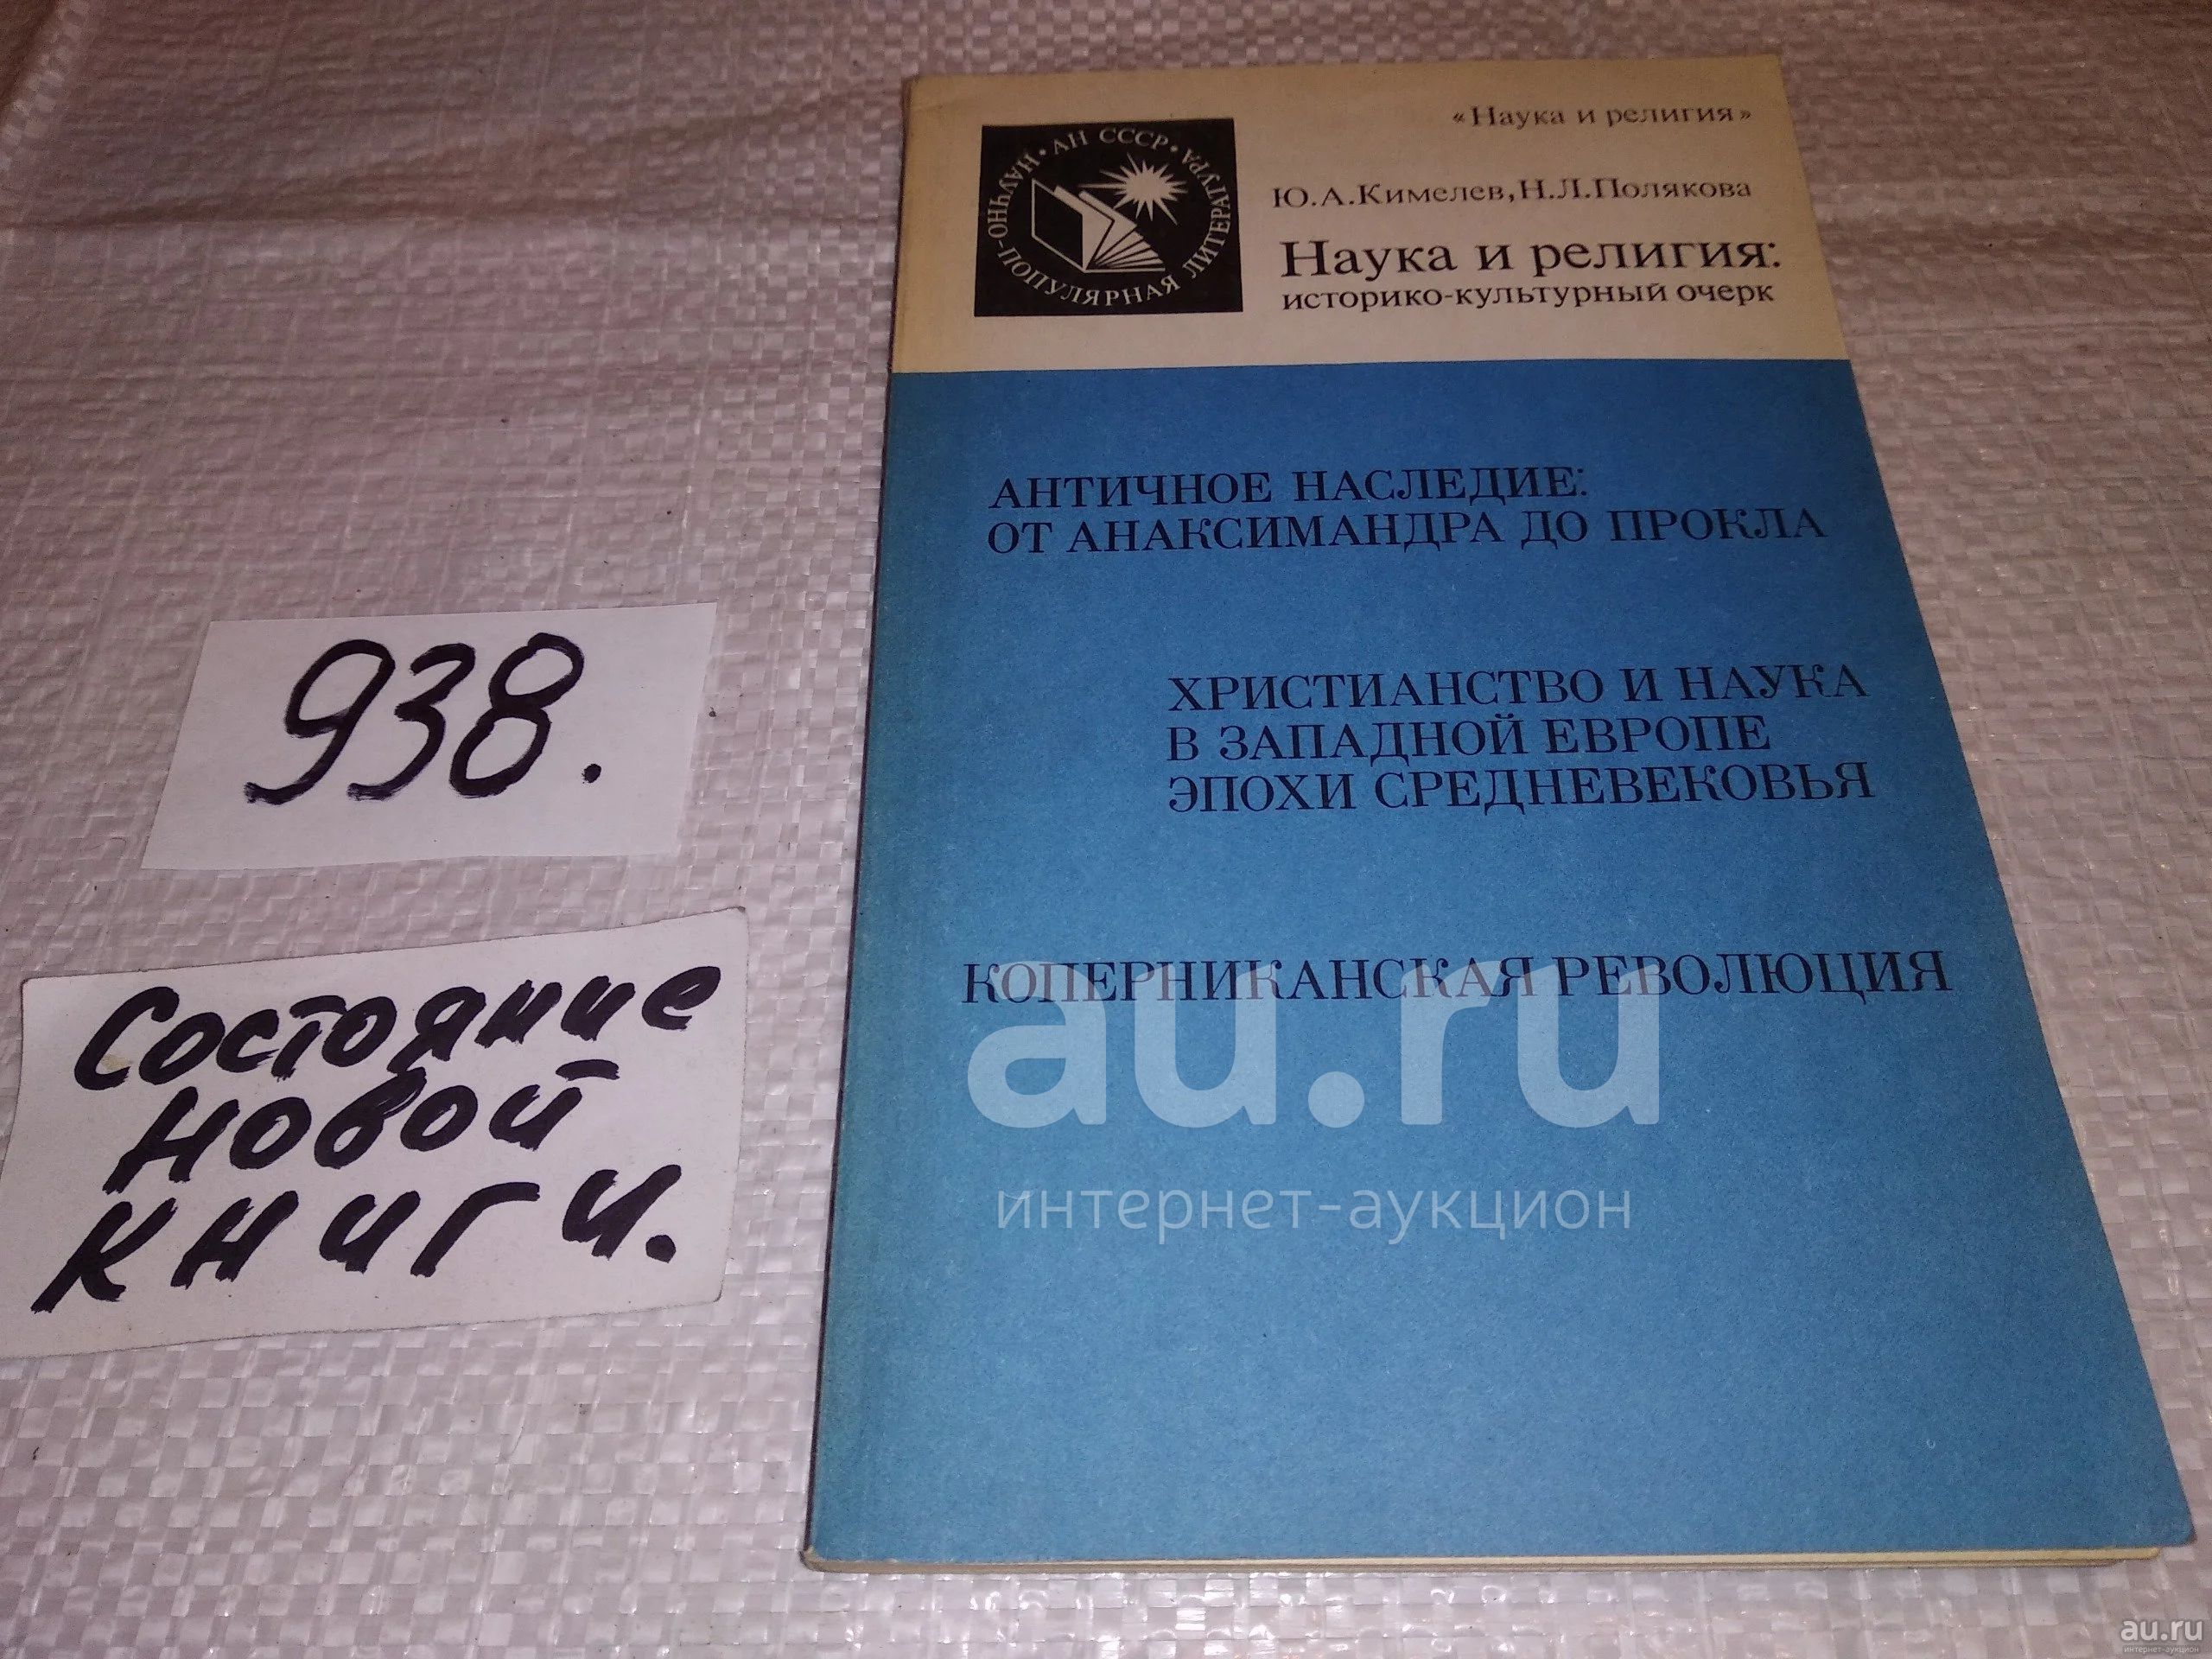 «Наука и религия»
НАУЧНО-ПОПУЛЯРНАЯ ЛИТЕРАТУРА • АН СССР •
Ю.А.Кимелев, Н.Л.Полякова
Наука и религия:
историко-культурный очерк
АНТИЧНОЕ НАСЛЕДИЕ:
ОТ АНАКСИМАНДРА ДО ПРОКЛА
ХРИСТИАНСТВО И НАУКА
В ЗАПАДНОЙ ЕВРОПЕ
ЭПОХИ СРЕДНЕВЕКОВЬЯ
КОПЕРНИКАНСКАЯ РЕВОЛЮЦИЯ
938.
Состояние
новой
книги.
au.ru
интернет-аукцион
au.ru
интернет-аукцион